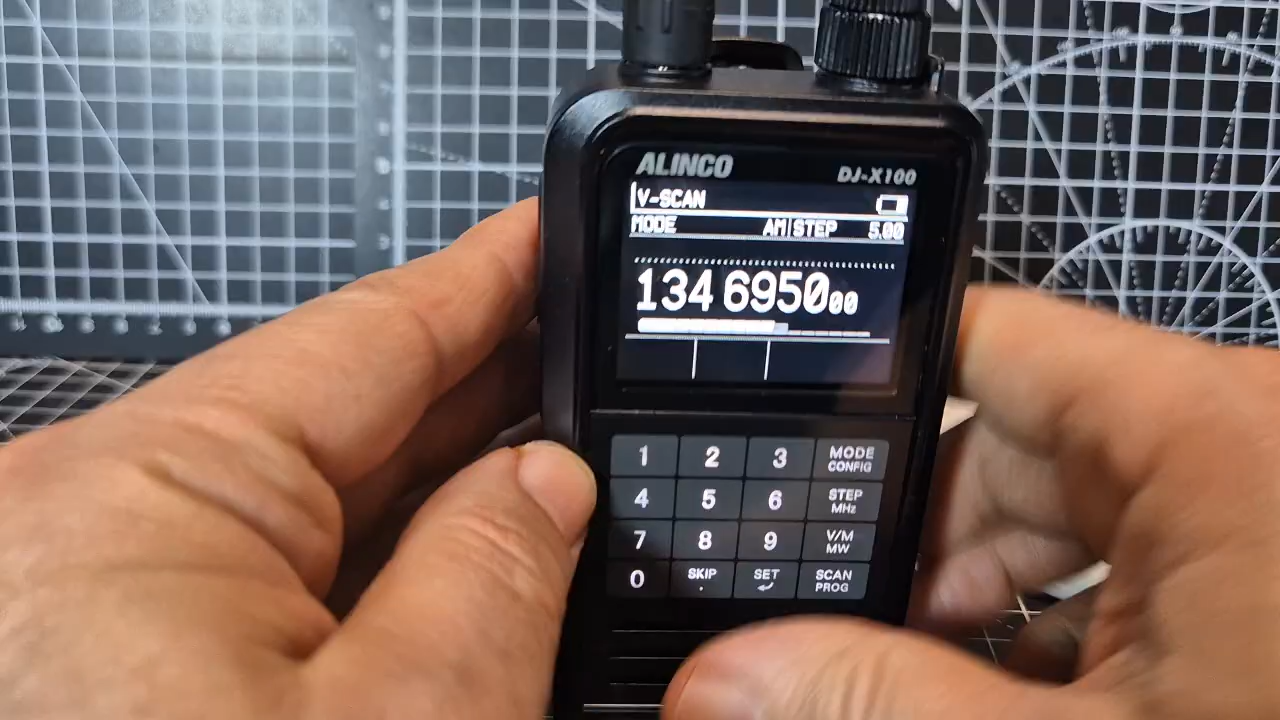 ALINCO DJ-X100
V-SCAN
MODE AM STEP 5.00
134 695000
1 2 3 MODE CONFIG
4 5 6 STEP MHz
7 8 9 V/M MW
0 SKIP . SET SCAN PROG